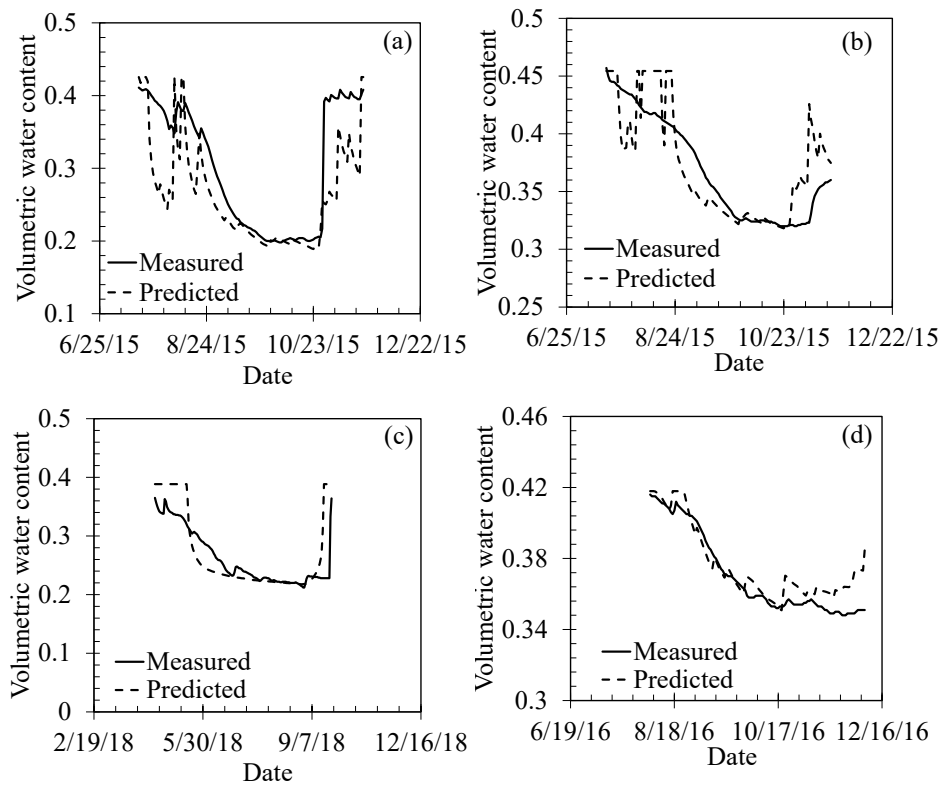 (a)
Volumetric water content
0.5
0.4
0.3
0.2
0.1
Measured
Predicted
6/25/15 8/24/15 10/23/15 12/22/15
Date
(b)
Volumetric water content
0.5
0.45
0.4
0.35
0.3
0.25
Measured
Predicted
6/25/15 8/24/15 10/23/15 12/22/15
Date
(c)
Volumetric water content
0.5
0.4
0.3
0.2
0.1
0
Measured
Predicted
2/19/18 5/30/18 9/7/18 12/16/18
Date
(d)
Volumetric water content
0.46
0.42
0.38
0.34
0.3
Measured
Predicted
6/19/16 8/18/16 10/17/16 12/16/16
Date